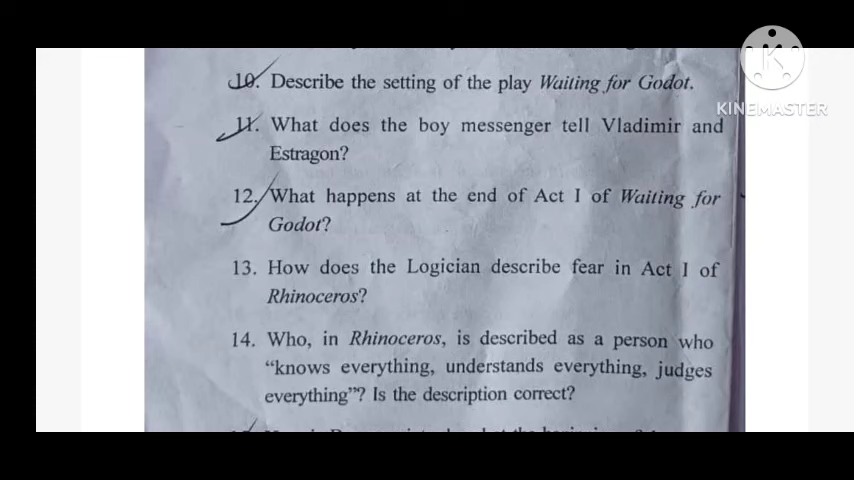 KINEMASTER
10. Describe the setting of the play Waiting for Godot.
11. What does the boy messenger tell Vladimir and
Estragon?
12. What happens at the end of Act I of Waiting for
Godot?
13. How does the Logician describe fear in Act I of
Rhinoceros?
14. Who, in Rhinoceros, is described as a person who
“knows everything, understands everything, judges
everything”? Is the description correct?